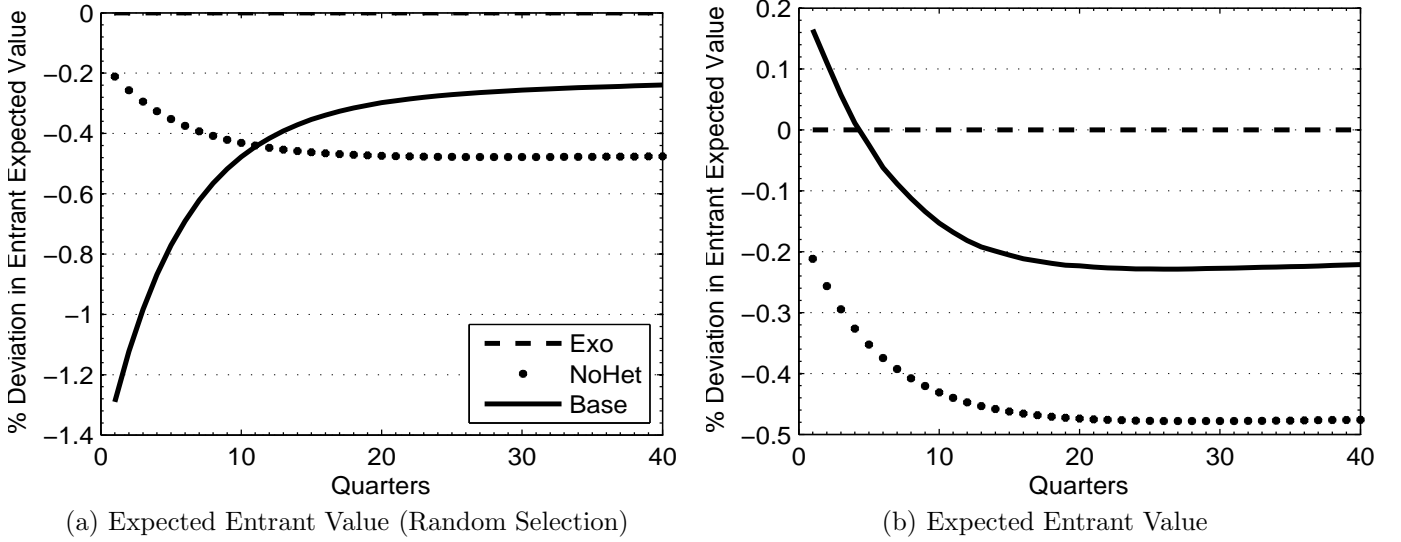 % Deviation in Entrant Expected Value
0
−0.2
−0.4
−0.6
−0.8
−1
−1.2
−1.4
0 10 20 30 40
Quarters
Exo
NoHet
Base
(a) Expected Entrant Value (Random Selection)
% Deviation in Entrant Expected Value
0.2
0.1
0
−0.1
−0.2
−0.3
−0.4
−0.5
0 10 20 30 40
Quarters
(b) Expected Entrant Value